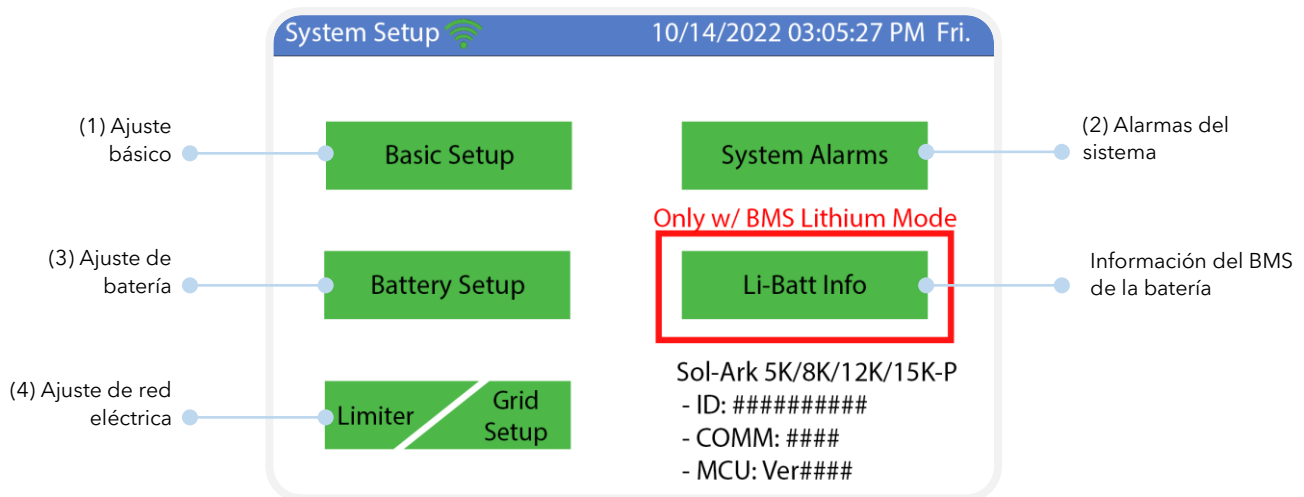 System Setup
10/14/2022 03:05:27 PM Fri.
(1) Ajuste
básico
Basic Setup
System Alarms
(2) Alarmas del
sistema
Only w/ BMS Lithium Mode
(3) Ajuste de
batería
Battery Setup
Li-Batt Info
Información del BMS
de la batería
(4) Ajuste de red
eléctrica
Limiter
Grid
Setup
Sol-Ark 5K/8K/12K/15K-P
- ID: ##########
- COMM: ####
- MCU: Ver####